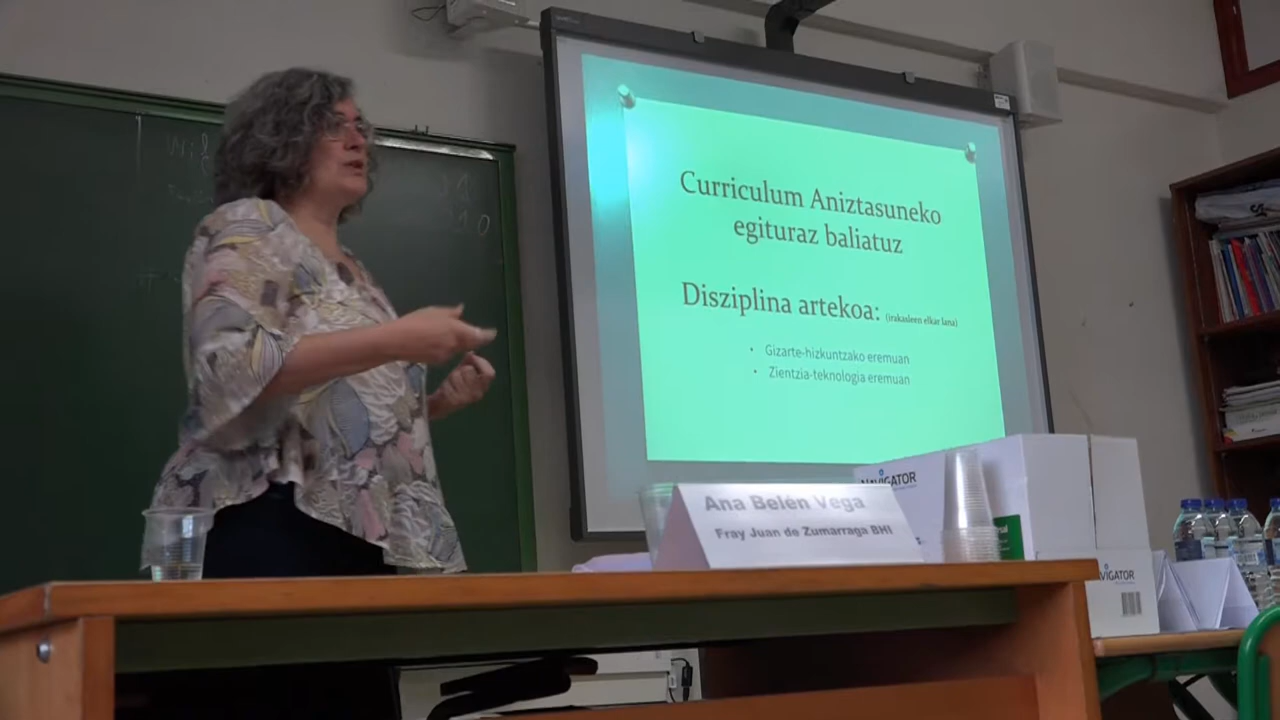 Curriculum Aniztasuneko
egituraz baliatuz
Disziplina artekoa: (irakasleen elkar lana)
• Gizarte-hizkuntzako eremuan
• Zientzia-teknologia eremuan
NAVIGATOR
Ana Belén Vega
Fray Juan de Zumarraga BHI